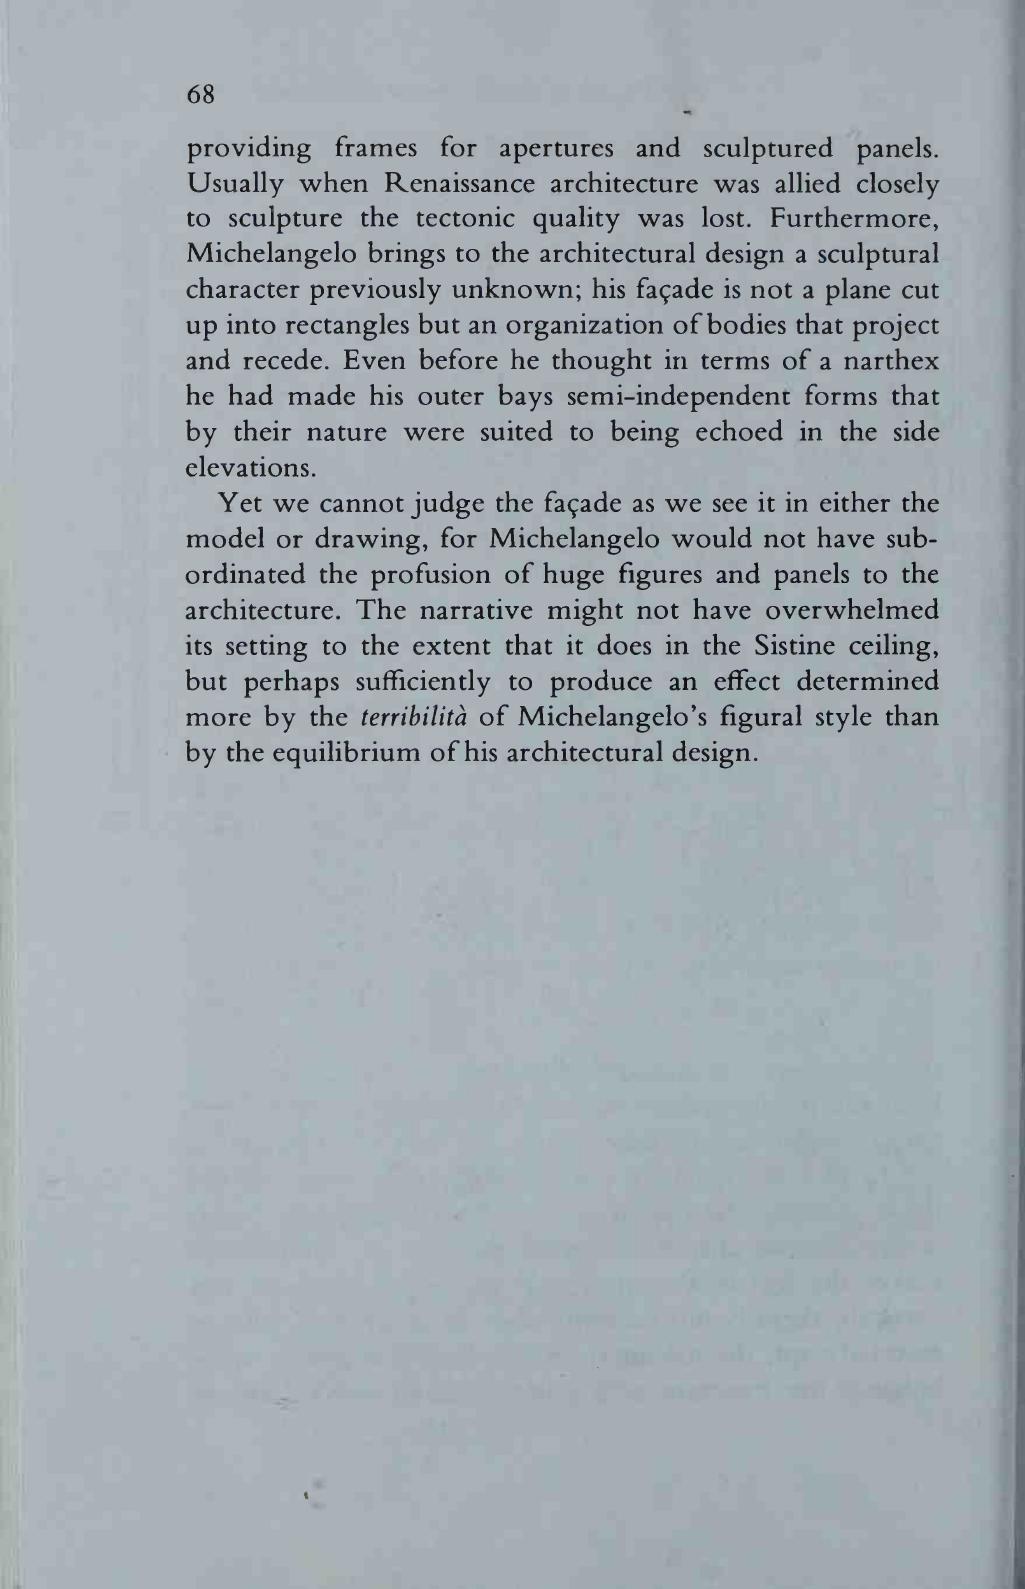 68
providing frames for apertures and sculptured panels.
Usually when Renaissance architecture was allied closely
to sculpture the tectonic quality was lost. Furthermore,
Michelangelo brings to the architectural design a sculptural
character previously unknown; his façade is not a plane cut
up into rectangles but an organization of bodies that project
and recede. Even before he thought in terms of a narthex
he had made his outer bays semi-independent forms that
by their nature were suited to being echoed in the side
elevations.
Yet we cannot judge the façade as we see it in either the
model or drawing, for Michelangelo would not have sub-
ordinated the profusion of huge figures and panels to the
architecture. The narrative might not have overwhelmed
its setting to the extent that it does in the Sistine ceiling,
but perhaps sufficiently to produce an effect determined
more by the terribilità of Michelangelo's figural style than
by the equilibrium of his architectural design.